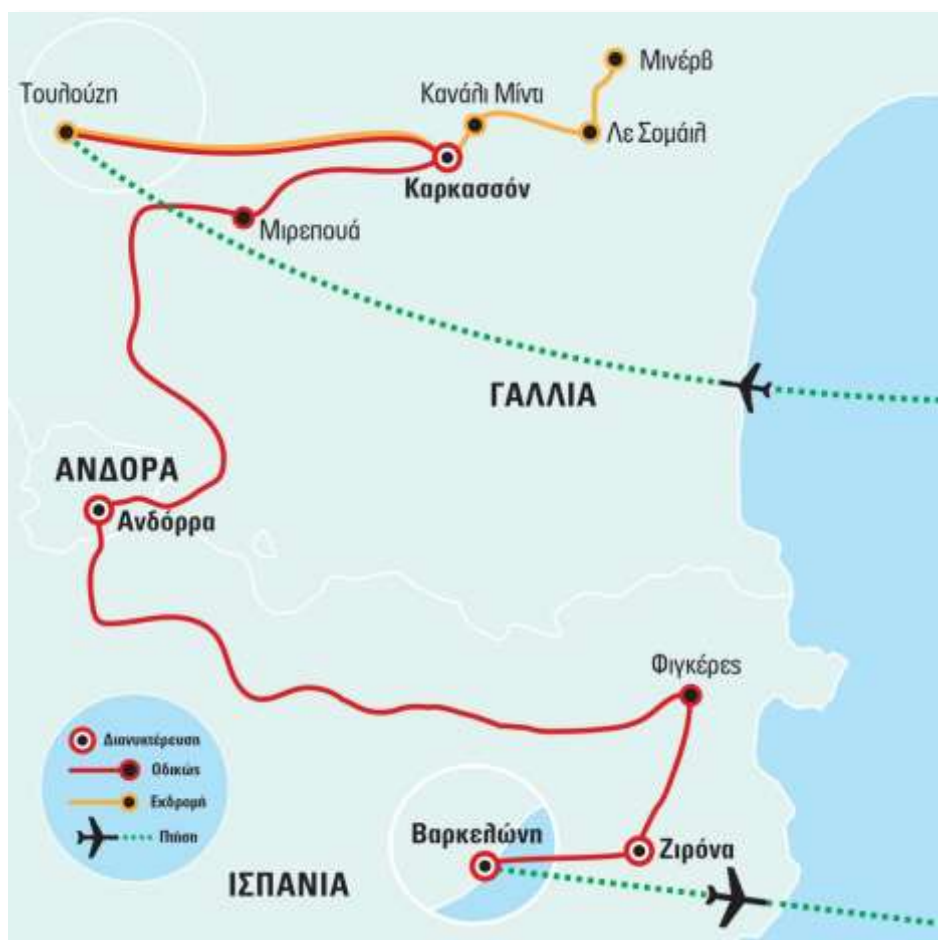 Μινέρβ
Τουλούζη
Κανάλι Μίντι
Λε Σομάιλ
Καρκασσόν
Μιρεπουά
ΓΑΛΛΙΑ
ΑΝΔΟΡΑ
Ανδόρρα
Φιγκέρες
Διανυκτέρευση
Οδικώς
Εκδρομή
Πτήση
Βαρκελώνη
Ζιρόνα
ΙΣΠΑΝΙΑ